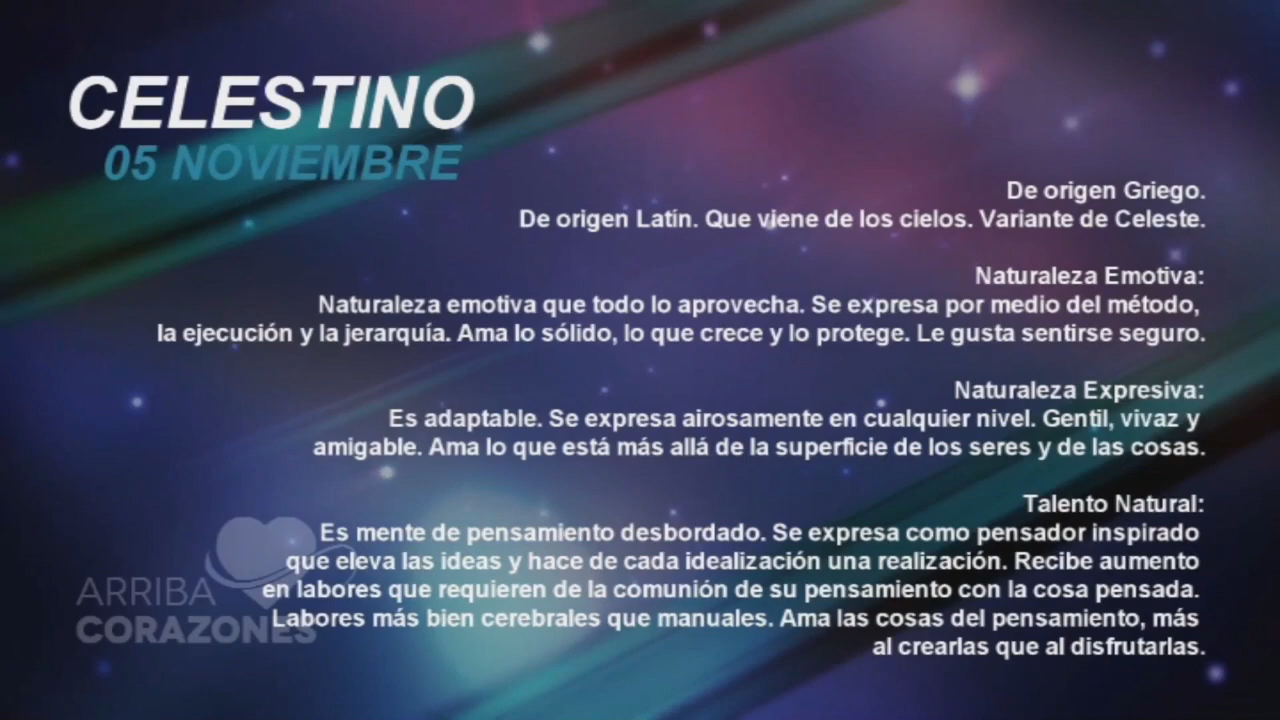 CELESTINO
05 NOVIEMBRE
De origen Griego.
De origen Latín. Que viene de los cielos. Variante de Celeste.
Naturaleza Emotiva:
Naturaleza emotiva que todo lo aprovecha. Se expresa por medio del método,
la ejecución y la jerarquía. Ama lo sólido, lo que crece y lo protege. Le gusta sentirse seguro.
Naturaleza Expresiva:
Es adaptable. Se expresa airosamente en cualquier nivel. Gentil, vivaz y
amigable. Ama lo que está más allá de la superficie de los seres y de las cosas.
Talento Natural:
Es mente de pensamiento desbordado. Se expresa como pensador inspirado
que eleva las ideas y hace de cada idealización una realización. Recibe aumento
en labores que requieren de la comunión de su pensamiento con la cosa pensada.
Labores más bien cerebrales que manuales. Ama las cosas del pensamiento, más
al crearlas que al disfrutarlas.
ARRIBA
CORAZONES